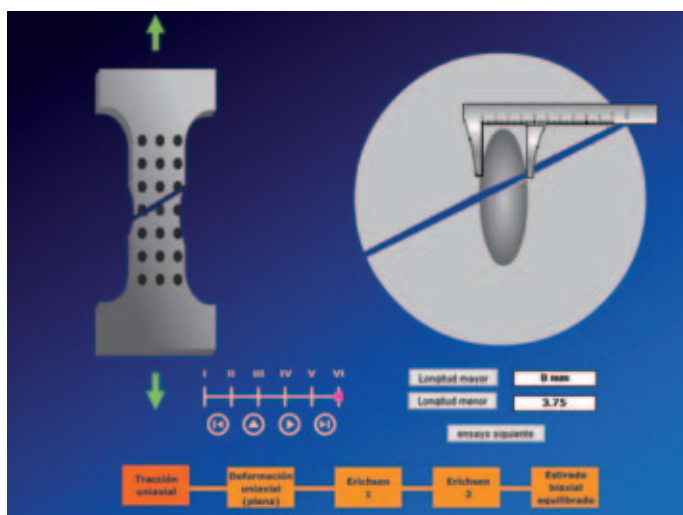 I II III IV V VI
Longitud mayor 8 mm
Longitud menor 3.75
ensayo siguiente
Tracción
uniaxial
Deformación
uniaxial
(plana)
Erichsen
1
Erichsen
2
Estirado
biaxial
equilibrado